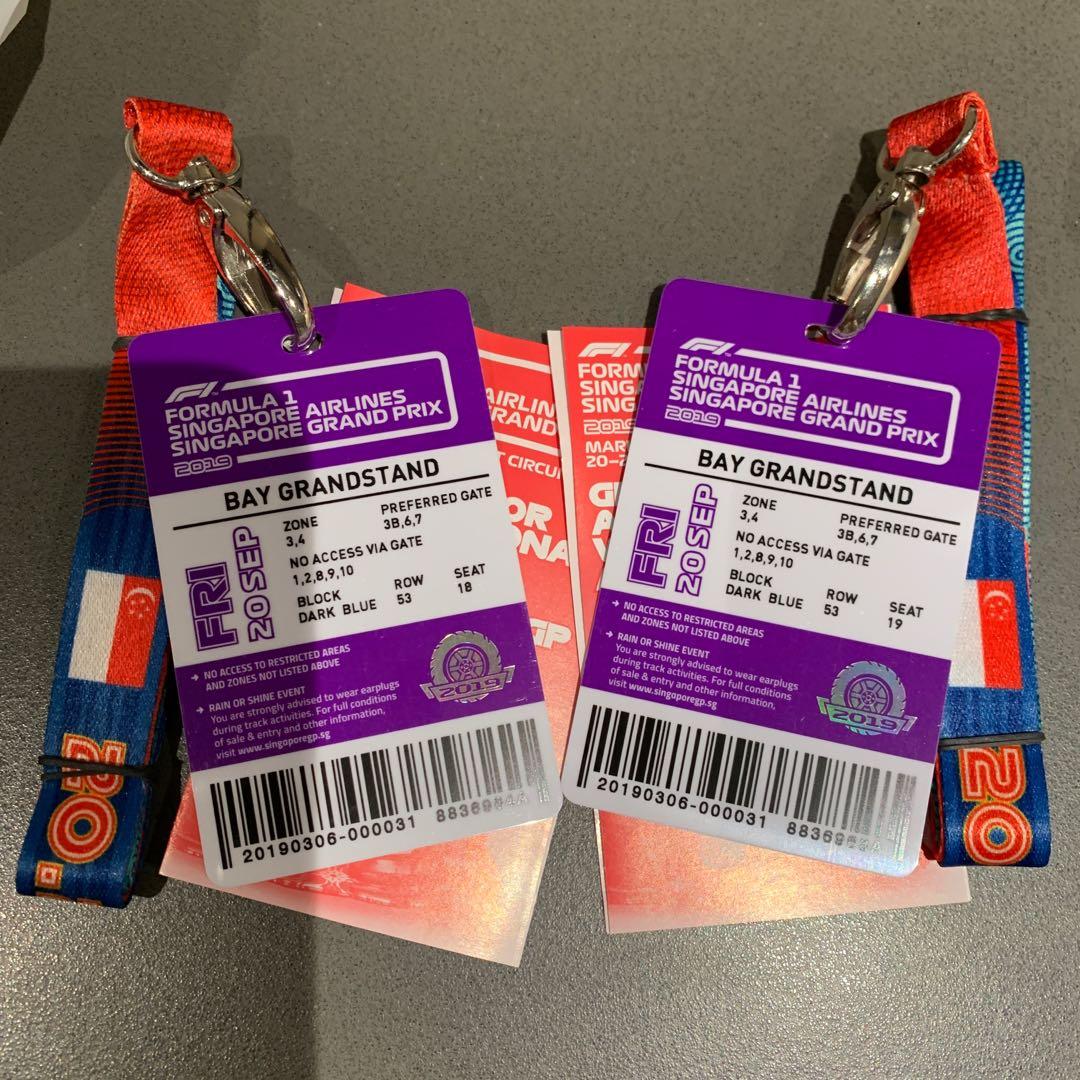 F1
FORMULA 1
SINGAPORE AIRLINES
SINGAPORE GRAND PRIX
2019
BAY GRANDSTAND
FRI
20 SEP
ZONE
3,4
PREFERRED GATE
3B,6,7
NO ACCESS VIA GATE
1,2,8,9,10
BLOCK
DARK BLUE
ROW
53
SEAT
18
NO ACCESS TO RESTRICTED AREAS
AND ZONES NOT LISTED ABOVE
RAIN OR SHINE EVENT
You are strongly advised to wear earplugs
during track activities. For full conditions
of sale & entry and other information,
visit www.singaporegp.sg
2019
20190306-000031
F1
FORMULA 1
SINGAPORE AIRLINES
SINGAPORE GRAND PRIX
2019
BAY GRANDSTAND
FRI
20 SEP
ZONE
3,4
PREFERRED GATE
3B,6,7
NO ACCESS VIA GATE
1,2,8,9,10
BLOCK
DARK BLUE
ROW
53
SEAT
19
NO ACCESS TO RESTRICTED AREAS
AND ZONES NOT LISTED ABOVE
RAIN OR SHINE EVENT
You are strongly advised to wear earplugs
during track activities. For full conditions
of sale & entry and other information,
visit www.singaporegp.sg
2019
20190306-000031
F1
2019
GP
20
20